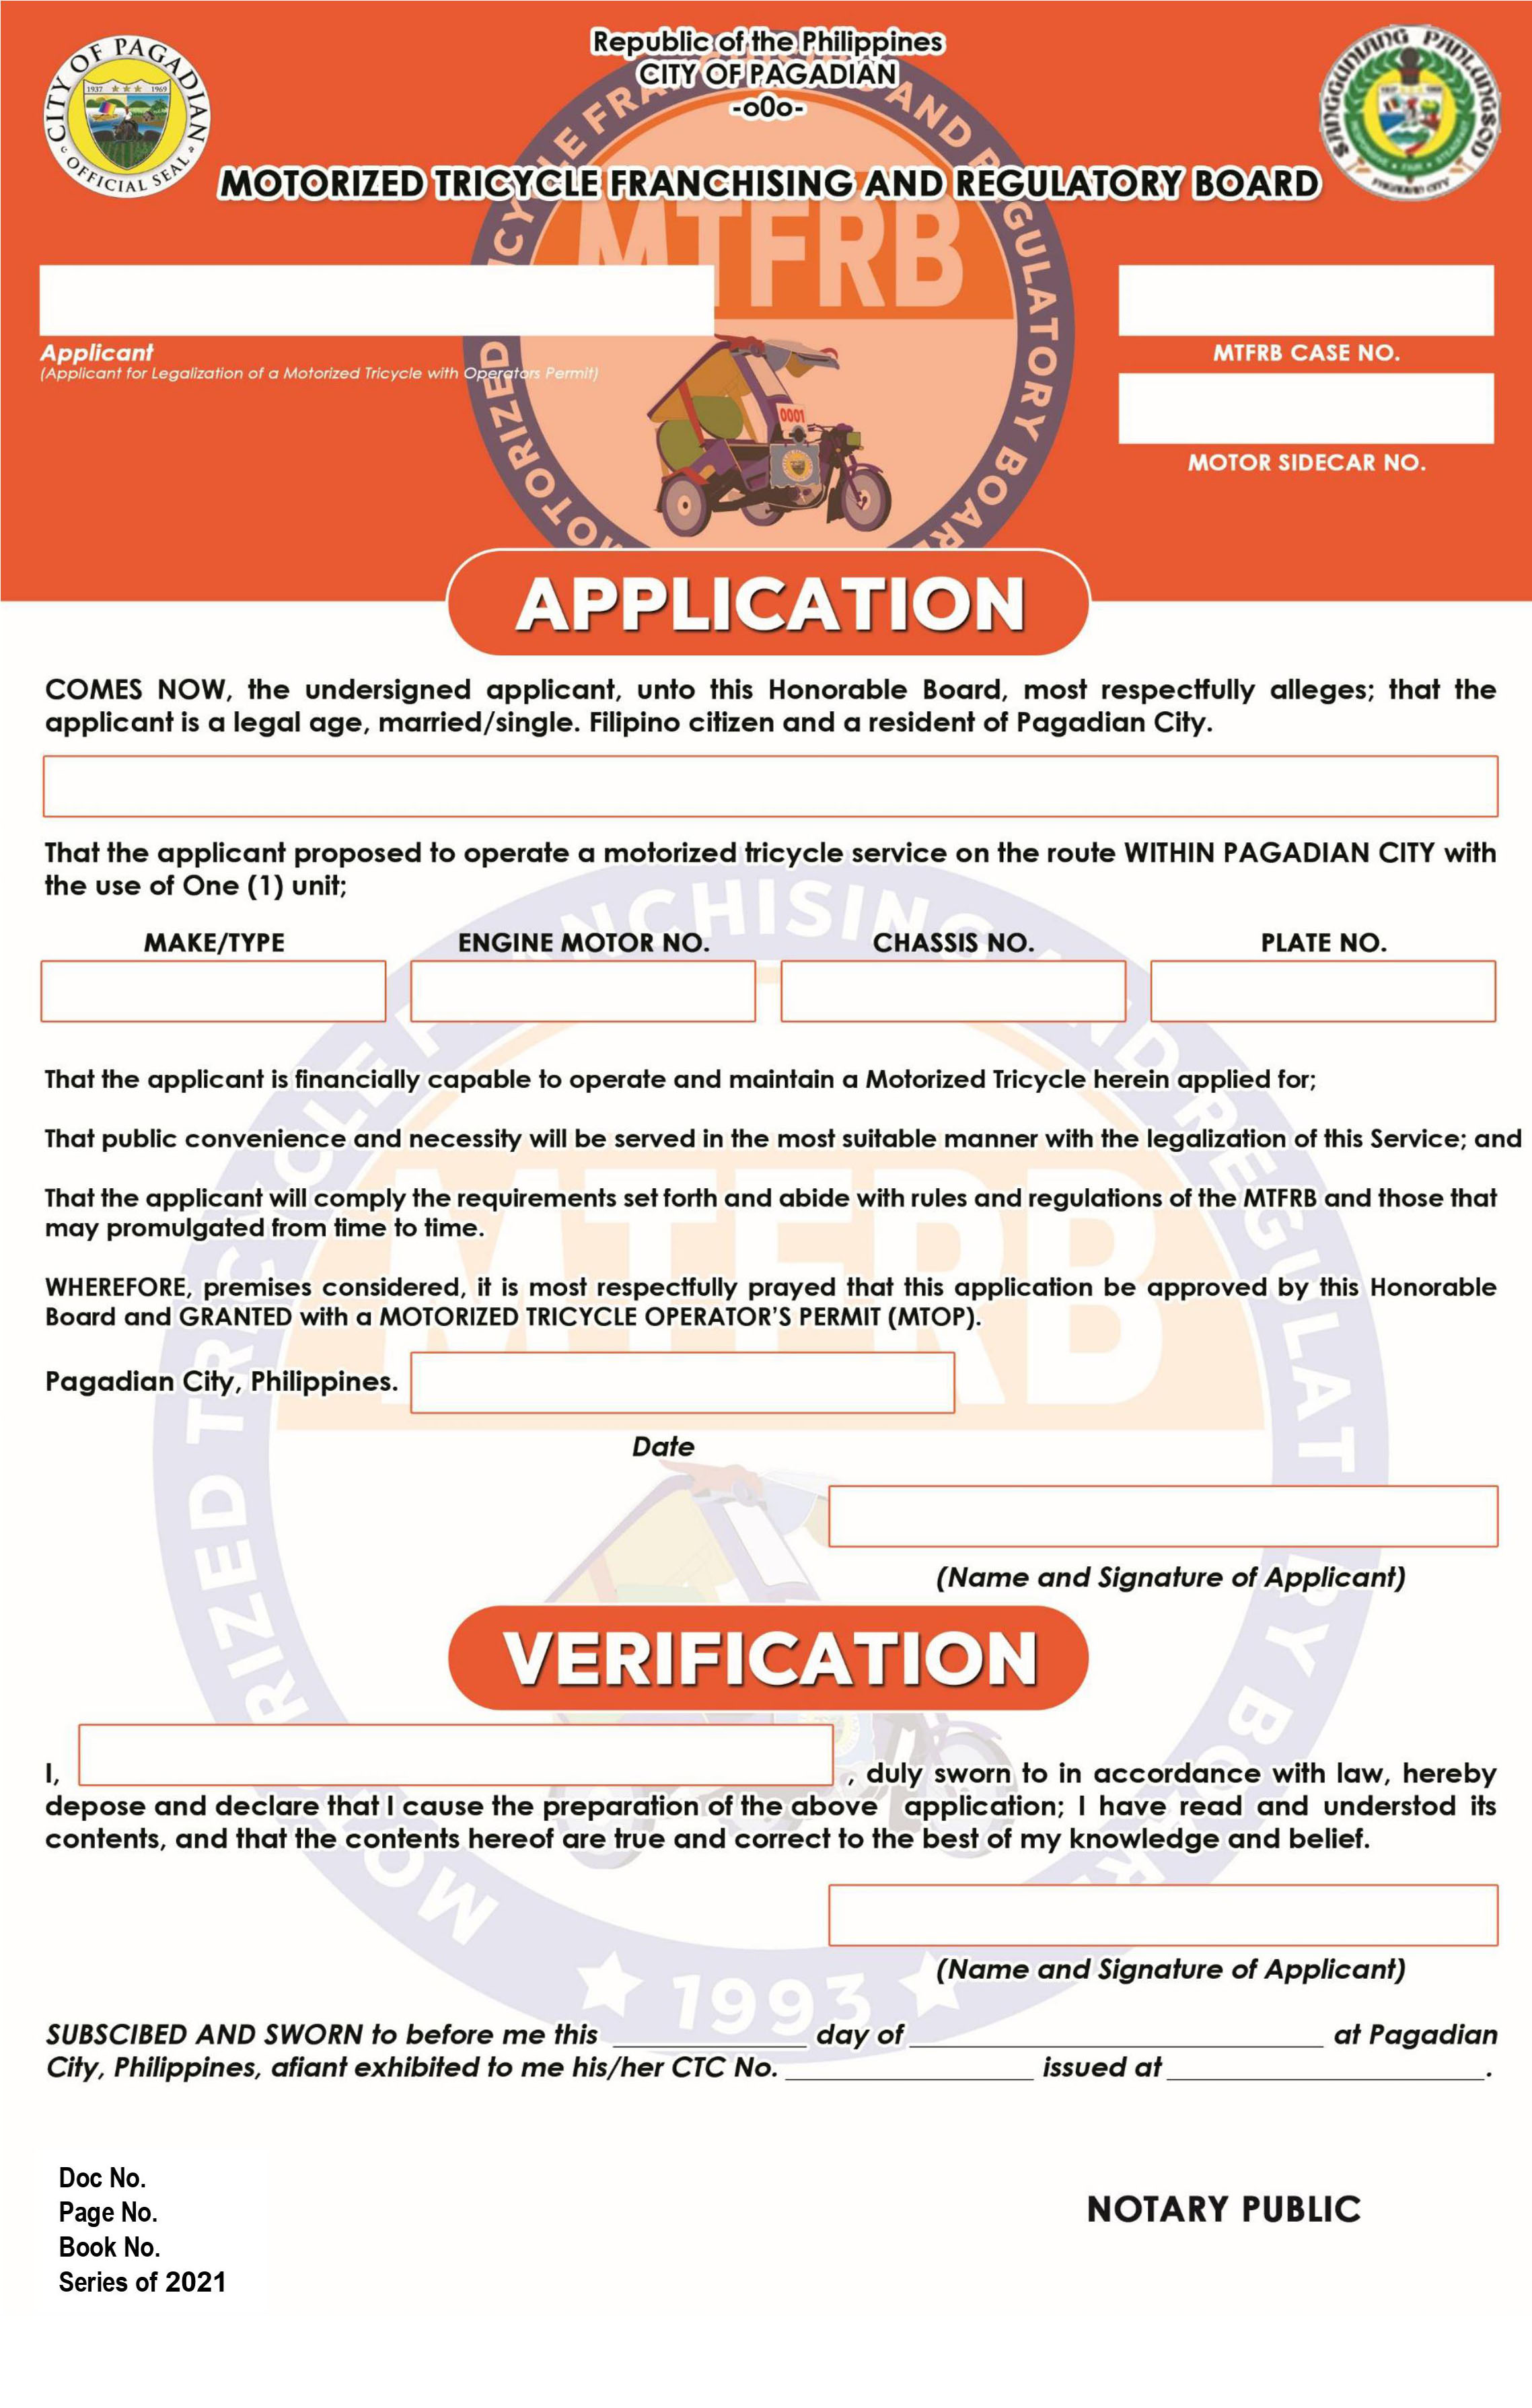 Republic of the Philippines
CITY OF PAGADIAN
-o0o-
CITY OF PAGADIAN
1937 1969
OFFICIAL SEAL
SANGGUNIANG PANLUNGSOD
PAGADIAN CITY
MOTORIZED TRICYCLE FRANCHISING AND REGULATORY BOARD
MTFRB
0001
Applicant
(Applicant for Legalization of a Motorized Tricycle with Operators Permit)
MTFRB CASE NO.
MOTOR SIDECAR NO.
APPLICATION
COMES NOW, the undersigned applicant, unto this Honorable Board, most respectfully alleges; that the
applicant is a legal age, married/single. Filipino citizen and a resident of Pagadian City.
That the applicant proposed to operate a motorized tricycle service on the route WITHIN PAGADIAN CITY with
the use of One (1) unit;
MAKE/TYPE ENGINE MOTOR NO. CHASSIS NO. PLATE NO.
That the applicant is financially capable to operate and maintain a Motorized Tricycle herein applied for;
That public convenience and necessity will be served in the most suitable manner with the legalization of this Service; and
That the applicant will comply the requirements set forth and abide with rules and regulations of the MTFRB and those that
may promulgated from time to time.
WHEREFORE, premises considered, it is most respectfully prayed that this application be approved by this Honorable
Board and GRANTED with a MOTORIZED TRICYCLE OPERATOR'S PERMIT (MTOP).
Pagadian City, Philippines.
Date
(Name and Signature of Applicant)
VERIFICATION
I, , duly sworn to in accordance with law, hereby
depose and declare that I cause the preparation of the above application; I have read and understod its
contents, and that the contents hereof are true and correct to the best of my knowledge and belief.
(Name and Signature of Applicant)
1993
SUBSCIBED AND SWORN to before me this ____________ day of __________________________ at Pagadian
City, Philippines, afiant exhibited to me his/her CTC No. ________________ issued at ____________________.
Doc No.
Page No.
Book No.
Series of 2021
NOTARY PUBLIC